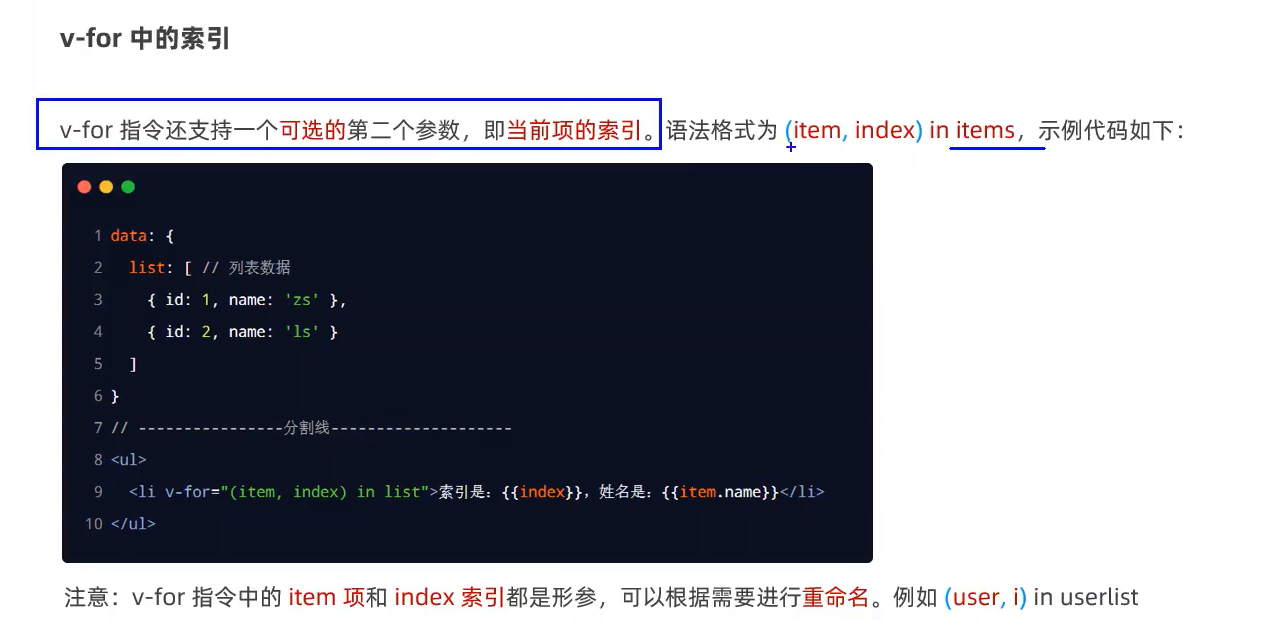 v-for 中的索引
v-for 指令还支持一个可选的第二个参数，即当前项的索引。语法格式为 (item, index) in items，示例代码如下：
1 data: {
2   list: [ // 列表数据
3     { id: 1, name: 'zs' },
4     { id: 2, name: 'ls' }
5   ]
6 }
7 // ----------------分割线--------------------
8 <ul>
9   <li v-for="(item, index) in list">索引是：{{index}}，姓名是：{{item.name}}</li>
10 </ul>
注意：v-for 指令中的 item 项和 index 索引都是形参，可以根据需要进行重命名。例如 (user, i) in userlist